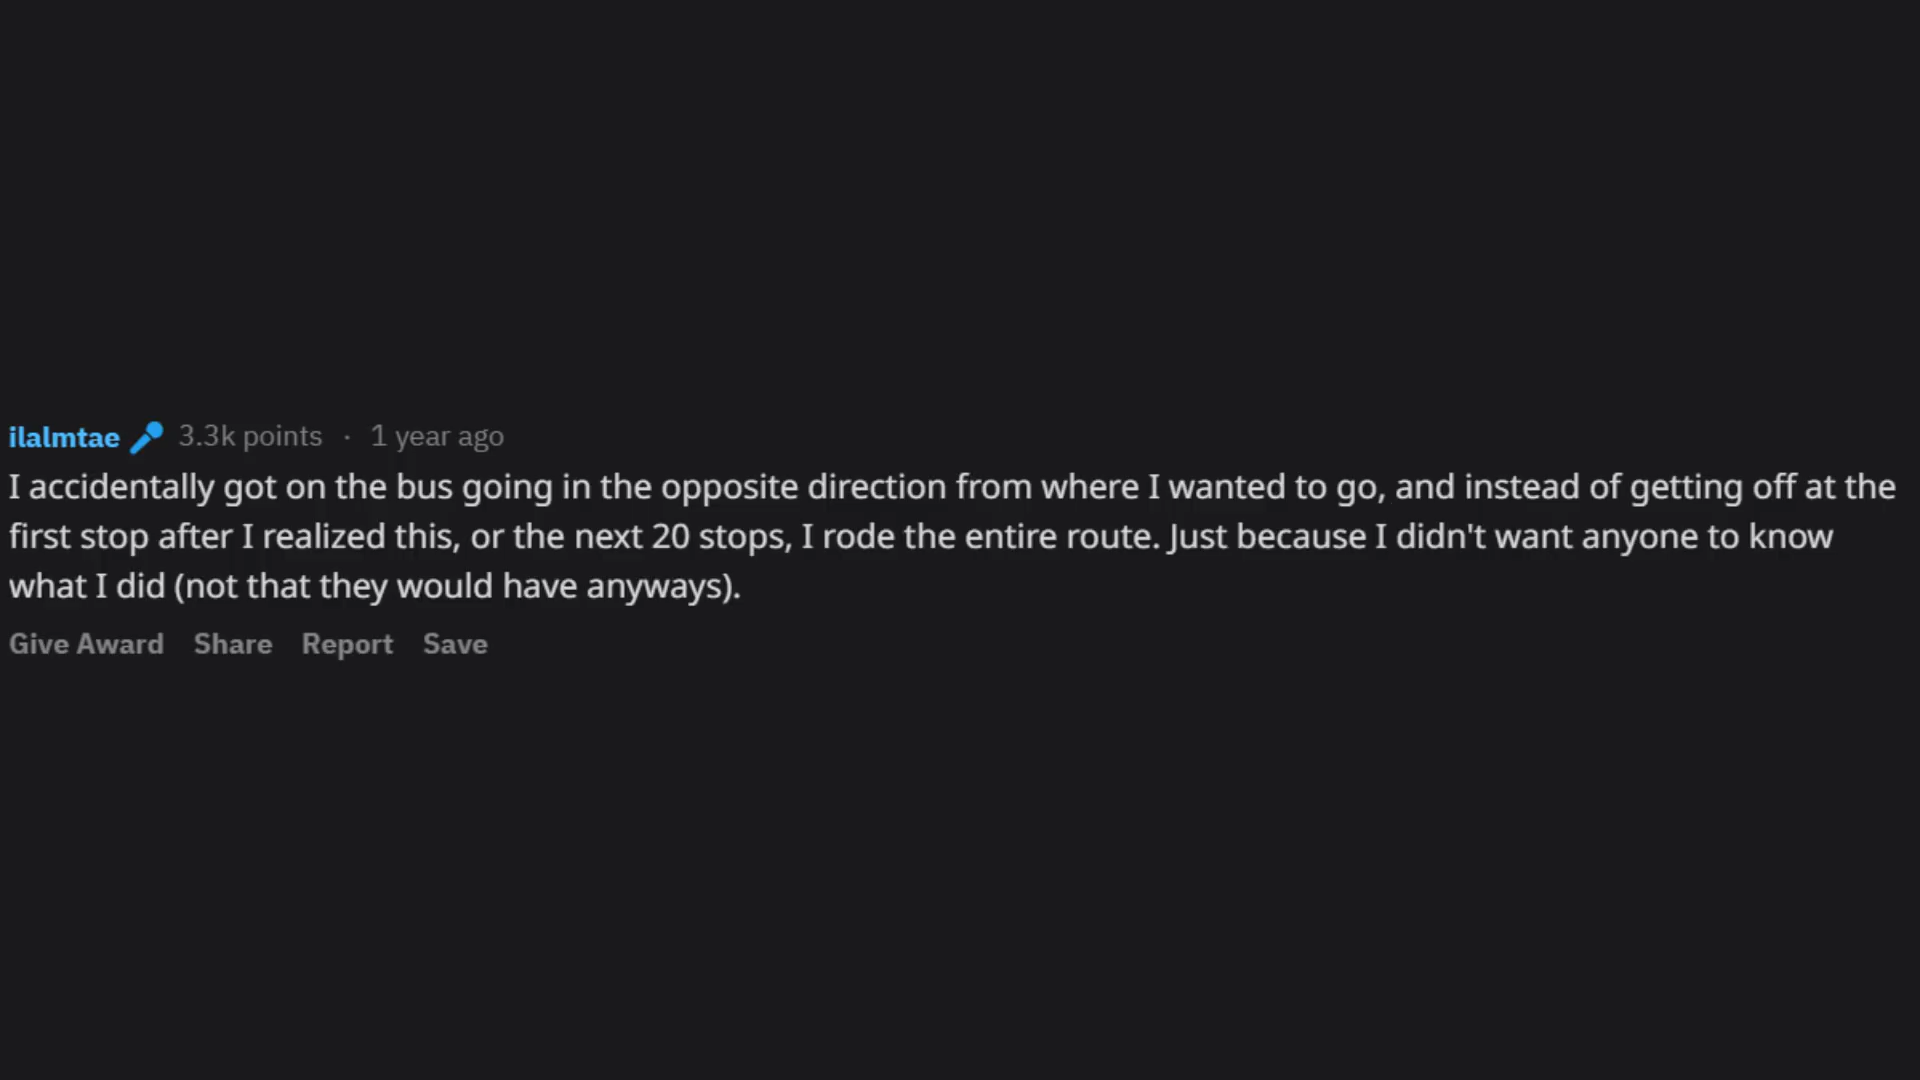 ilalmtae 3.3k points · 1 year ago
I accidentally got on the bus going in the opposite direction from where I wanted to go, and instead of getting off at the
first stop after I realized this, or the next 20 stops, I rode the entire route. Just because I didn't want anyone to know
what I did (not that they would have anyways).
Give Award Share Report Save